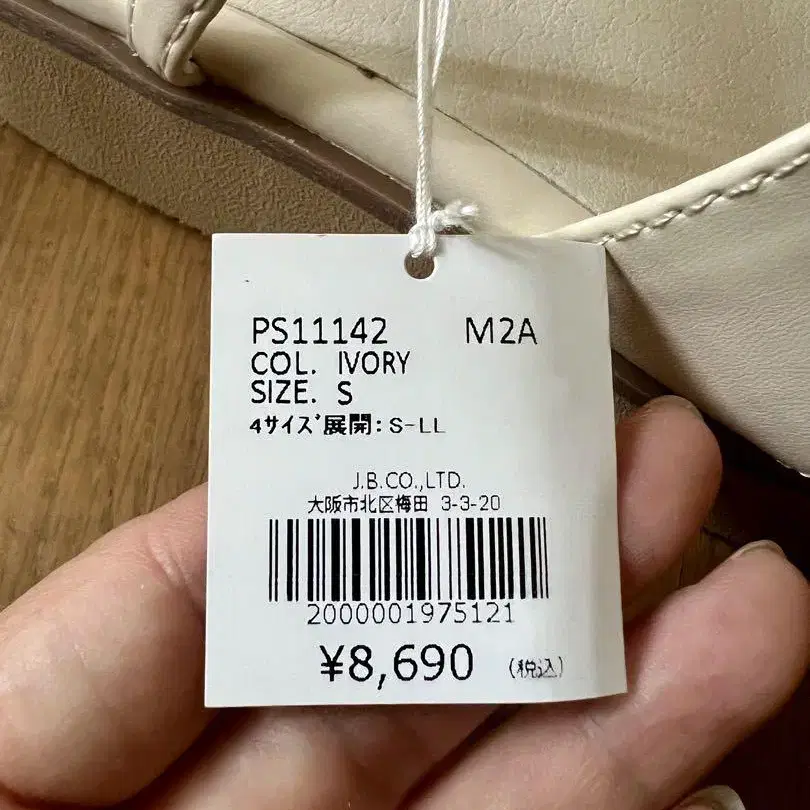 PS11142 M2A
COL. IVORY
SIZE. S
4サイズ展開: S-LL
J.B.CO.,LTD.
大阪市北区梅田 3-3-20
2000001975121
¥8,690 (税込)